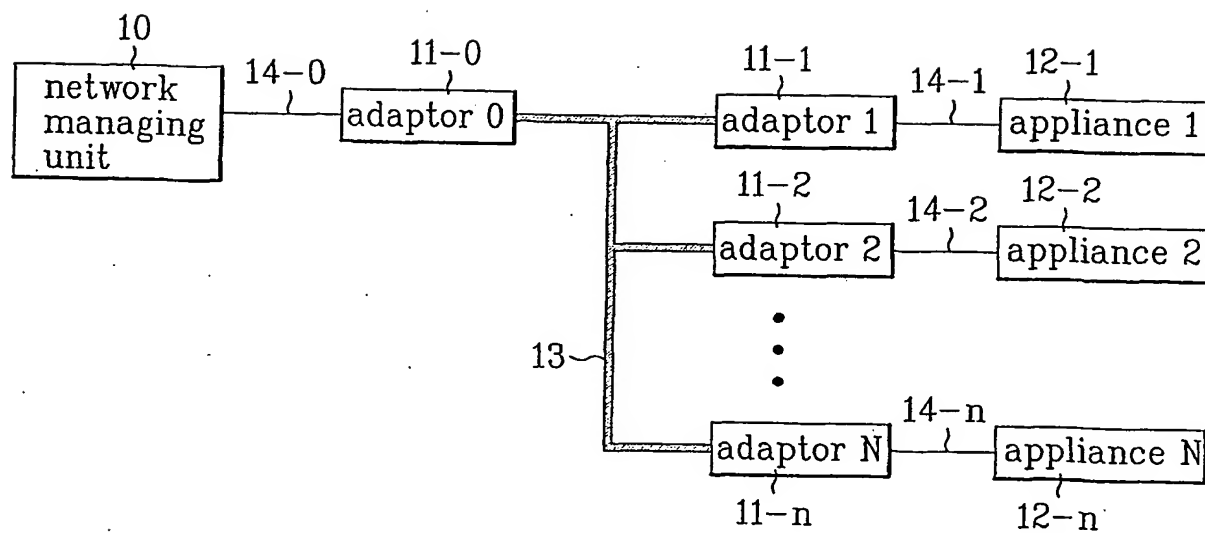 10
network
managing
unit
14-0
11-0
adaptor 0
11-1
adaptor 1
14-1
12-1
appliance 1
11-2
adaptor 2
14-2
12-2
appliance 2
13
adaptor N
11-n
14-n
appliance N
12-n